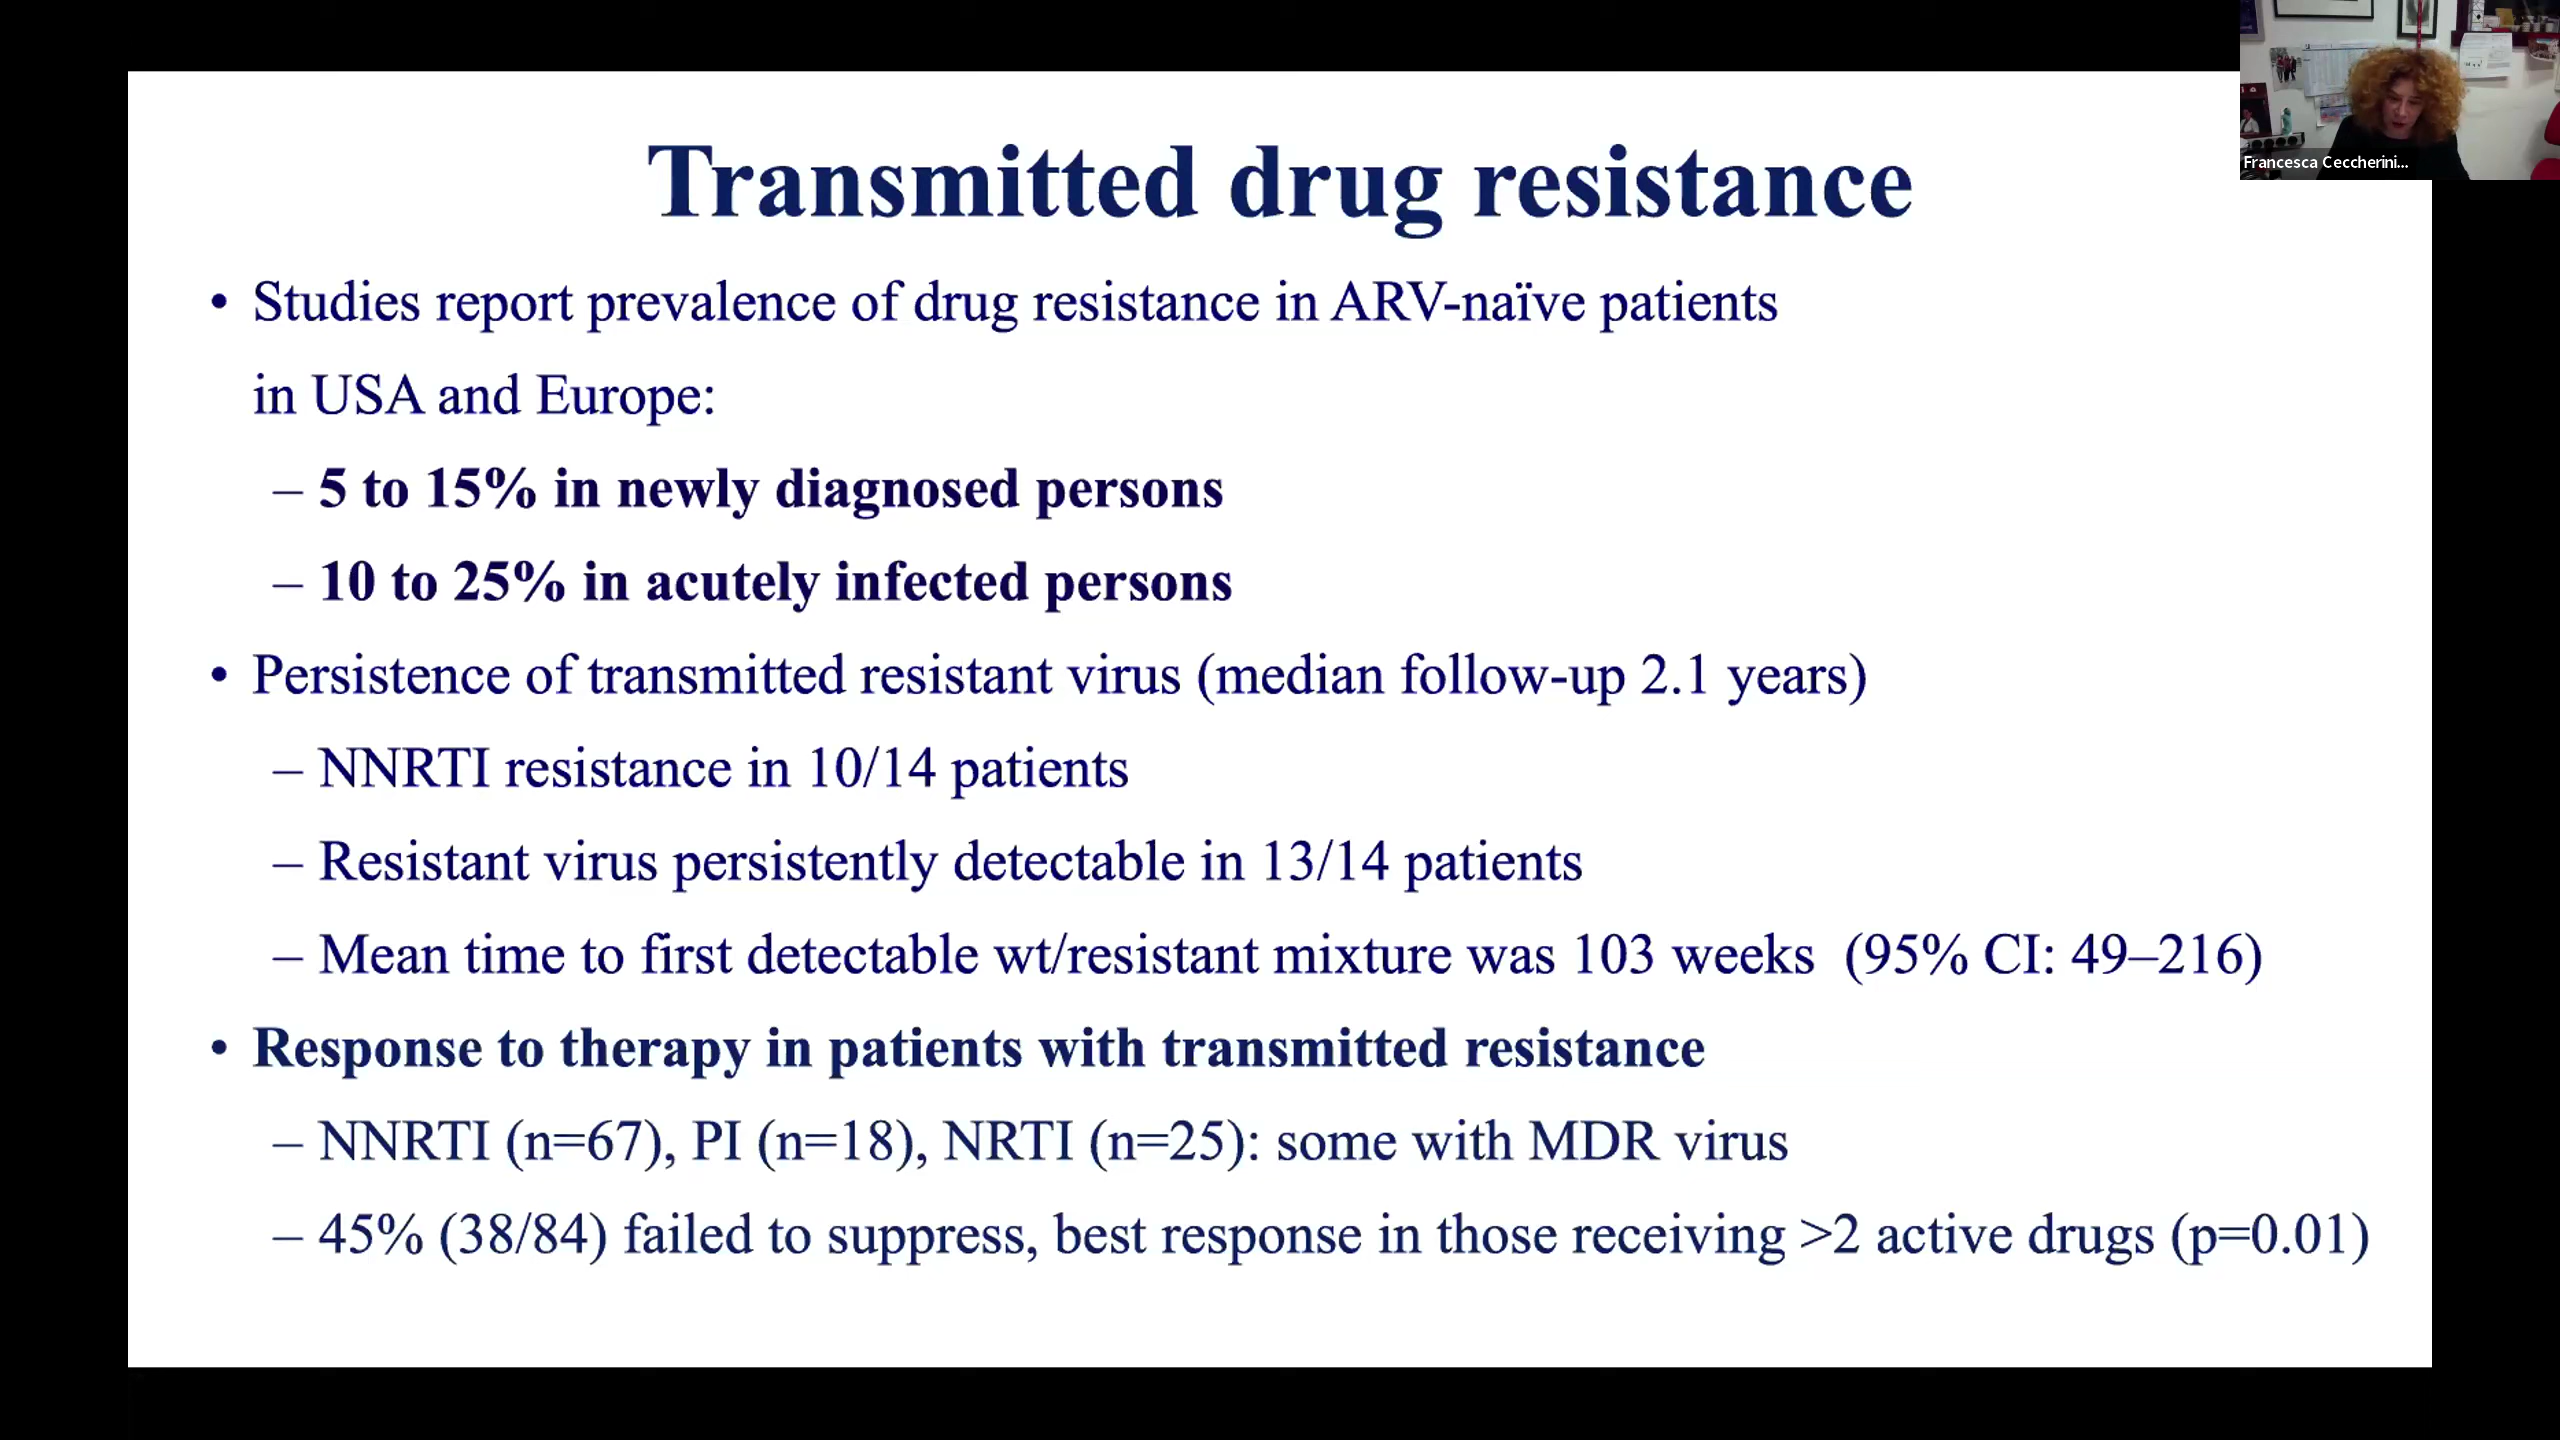 Transmitted drug resistance
• Studies report prevalence of drug resistance in ARV-naïve patients
in USA and Europe:
– 5 to 15% in newly diagnosed persons
– 10 to 25% in acutely infected persons
• Persistence of transmitted resistant virus (median follow-up 2.1 years)
– NNRTI resistance in 10/14 patients
– Resistant virus persistently detectable in 13/14 patients
– Mean time to first detectable wt/resistant mixture was 103 weeks  (95% CI: 49–216)
• Response to therapy in patients with transmitted resistance
– NNRTI (n=67), PI (n=18), NRTI (n=25): some with MDR virus
– 45% (38/84) failed to suppress, best response in those receiving >2 active drugs (p=0.01)
Francesca Ceccherini...